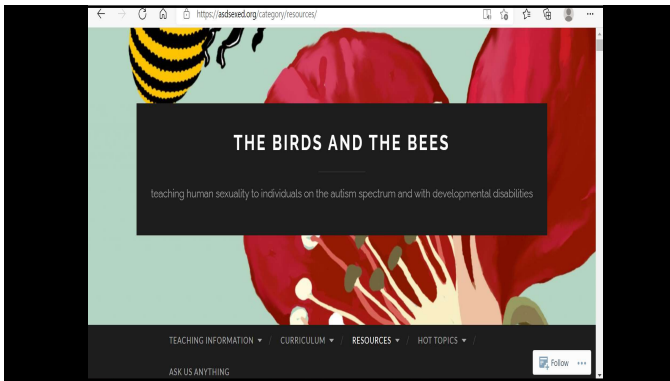 https://asdsexed.org/category/resources/
THE BIRDS AND THE BEES
teaching human sexuality to individuals on the autism spectrum and with developmental disabilities
TEACHING INFORMATION / CURRICULUM / RESOURCES / HOT TOPICS /
ASK US ANYTHING
Follow